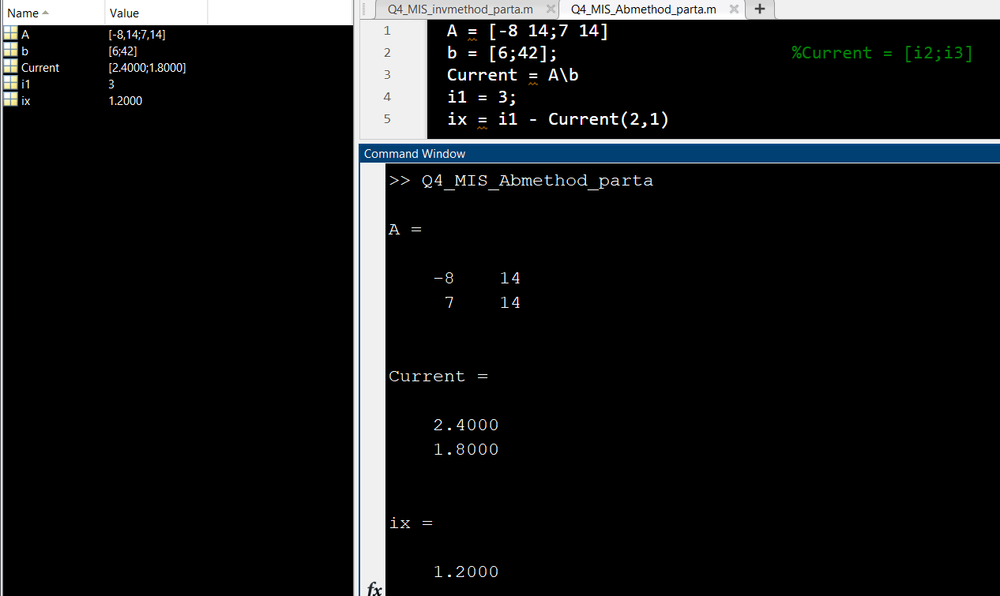 Name Value
A [-8,14;7,14]
b [6;42]
Current [2.4000;1.8000]
i1 3
ix 1.2000
Q4_MIS_invmethod_parta.m × Q4_MIS_Abmethod_parta.m × +
1 A = [-8 14;7 14]
2 b = [6;42]; %Current = [i2;i3]
3 Current = A\b
4 i1 = 3;
5 ix = i1 - Current(2,1)
Command Window
>> Q4_MIS_Abmethod_parta
A =
-8 14
7 14
Current =
2.4000
1.8000
ix =
1.2000
fx